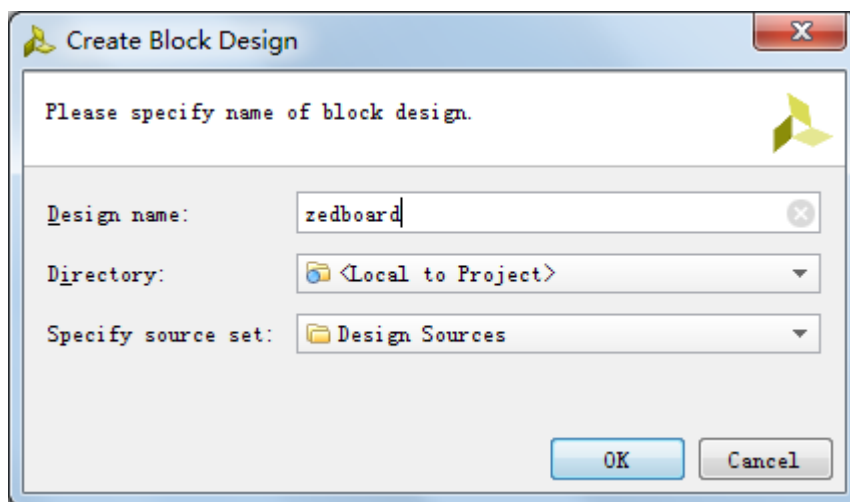 Create Block Design
Please specify name of block design.
Design name: zedboard
Directory: <Local to Project>
Specify source set: Design Sources
OK Cancel